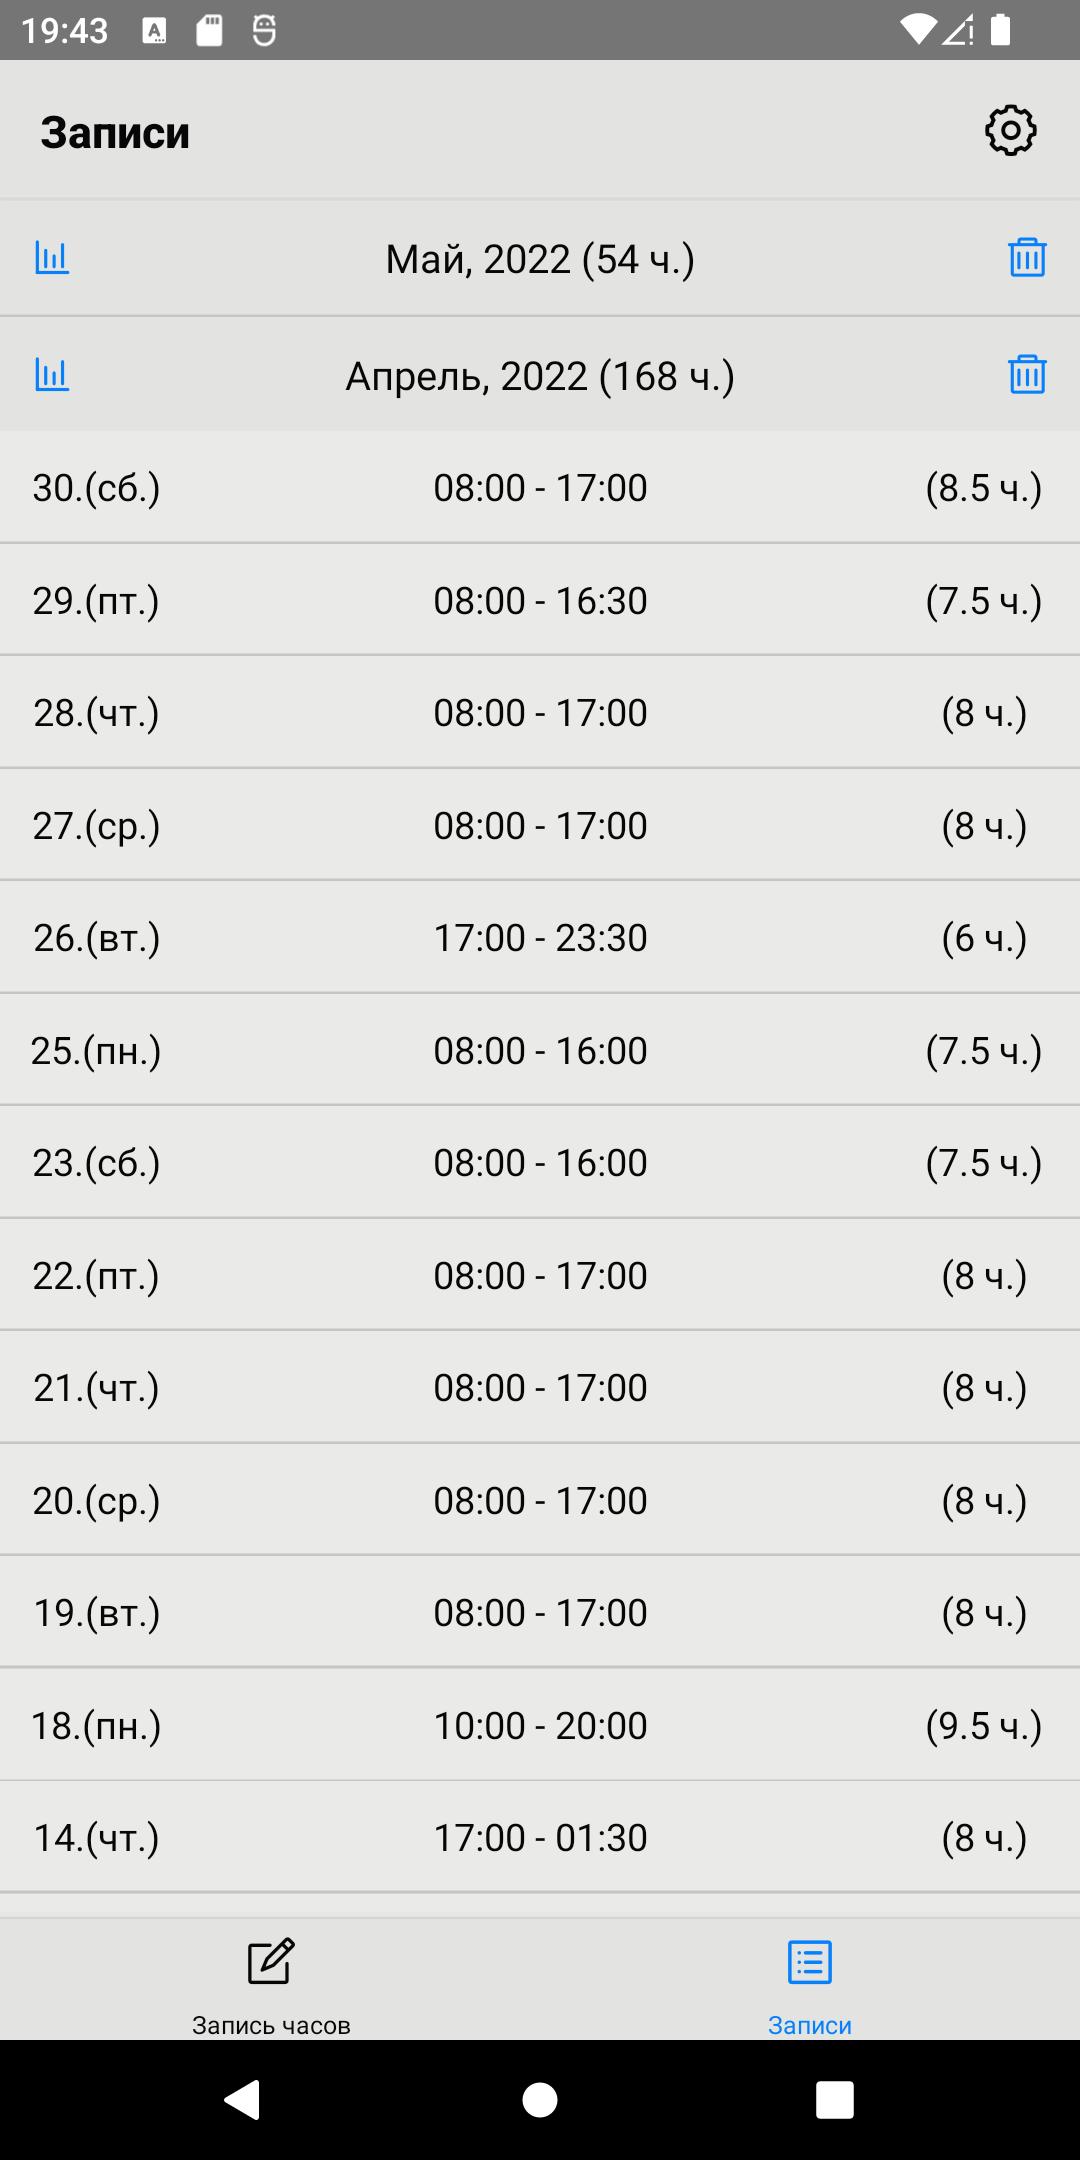 19:43
Записи
Май, 2022 (54 ч.)
Апрель, 2022 (168 ч.)
30.(сб.) 08:00 - 17:00 (8.5 ч.)
29.(пт.) 08:00 - 16:30 (7.5 ч.)
28.(чт.) 08:00 - 17:00 (8 ч.)
27.(ср.) 08:00 - 17:00 (8 ч.)
26.(вт.) 17:00 - 23:30 (6 ч.)
25.(пн.) 08:00 - 16:00 (7.5 ч.)
23.(сб.) 08:00 - 16:00 (7.5 ч.)
22.(пт.) 08:00 - 17:00 (8 ч.)
21.(чт.) 08:00 - 17:00 (8 ч.)
20.(ср.) 08:00 - 17:00 (8 ч.)
19.(вт.) 08:00 - 17:00 (8 ч.)
18.(пн.) 10:00 - 20:00 (9.5 ч.)
14.(чт.) 17:00 - 01:30 (8 ч.)
Запись часов Записи